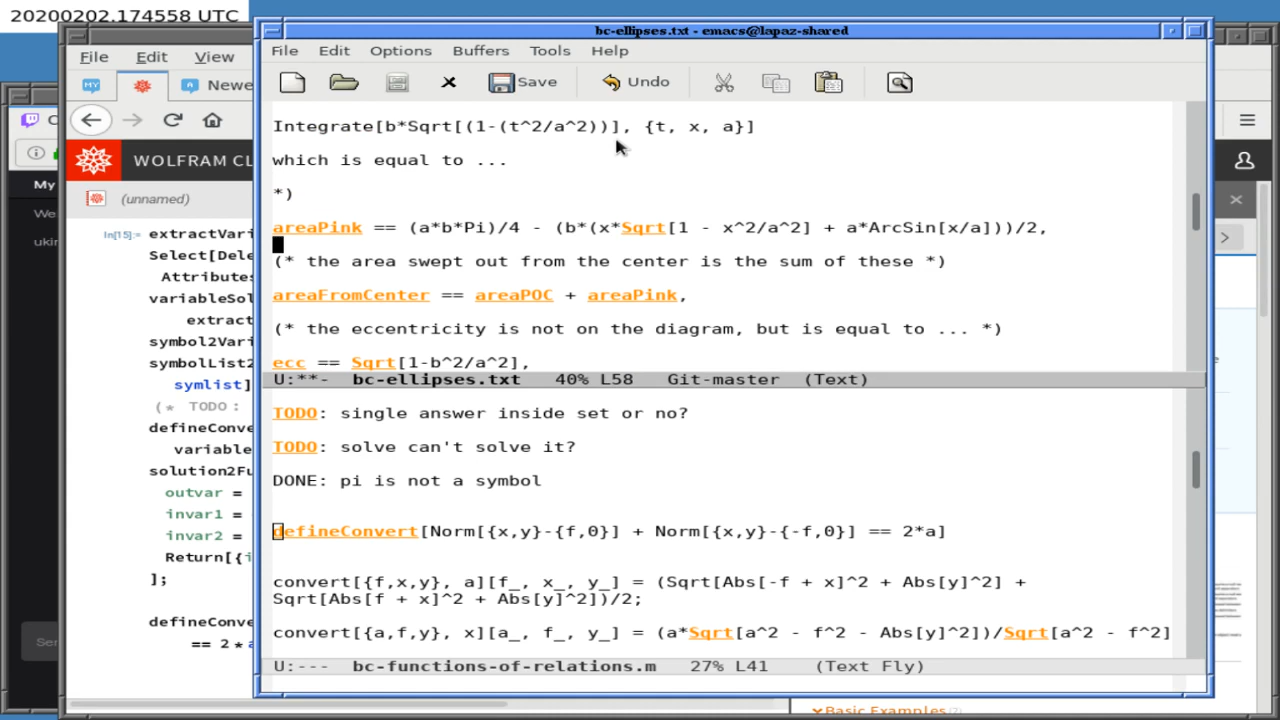 20200202.174558 UTC
bc-ellipses.txt - emacs@lapaz-shared
File Edit View
File Edit Options Buffers Tools Help
Newe
Save Undo
WOLFRAM CL
(unnamed)
My
We
ukin
Ser
In[15]:= extractVari
Select[Dele
Attributes
variableSol
extract
symbol2Vari
symbolList2
symlist]
(* TODO:
defineConve
variable
solution2Fu
outvar =
invar1 =
invar2 =
Return[{i
];
defineConve
== 2*a
Integrate[b*Sqrt[(1-(t^2/a^2))], {t, x, a}]
which is equal to ...
*)
areaPink == (a*b*Pi)/4 - (b*(x*Sqrt[1 - x^2/a^2] + a*ArcSin[x/a]))/2,
(* the area swept out from the center is the sum of these *)
areaFromCenter == areaPOC + areaPink,
(* the eccentricity is not on the diagram, but is equal to ... *)
ecc == Sqrt[1-b^2/a^2],
U:**- bc-ellipses.txt 40% L58 Git-master (Text)
TODO: single answer inside set or no?
TODO: solve can't solve it?
DONE: pi is not a symbol
defineConvert[Norm[{x,y}-{f,0}] + Norm[{x,y}-{-f,0}] == 2*a]
convert[{f,x,y}, a][f_, x_, y_] = (Sqrt[Abs[-f + x]^2 + Abs[y]^2] +
Sqrt[Abs[f + x]^2 + Abs[y]^2])/2;
convert[{a,f,y}, x][a_, f_, y_] = (a*Sqrt[a^2 - f^2 - Abs[y]^2])/Sqrt[a^2 - f^2]
U:--- bc-functions-of-relations.m 27% L41 (Text Fly)
Basic Examples